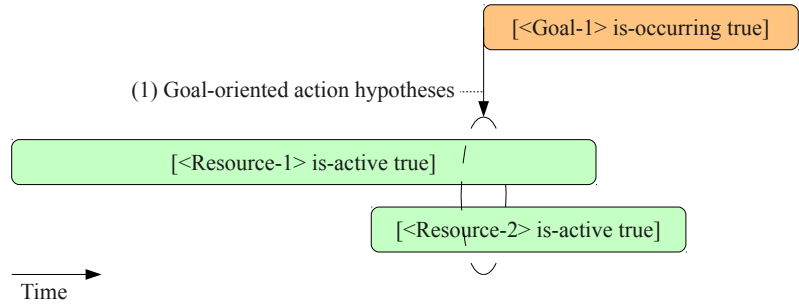 [<Goal-1> is-occurring true]
(1) Goal-oriented action hypotheses
[<Resource-1> is-active true]
[<Resource-2> is-active true]
Time